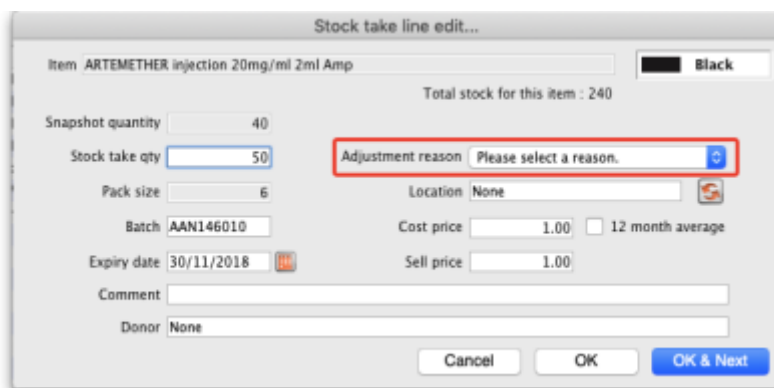 Stock take line edit...
Item ARTEMETHER injection 20mg/ml 2ml Amp Black
Total stock for this item : 240
Snapshot quantity 40
Stock take qty 50 Adjustment reason Please select a reason.
Pack size 6 Location None
Batch AAN146010 Cost price 1.00 12 month average
Expiry date 30/11/2018 Sell price 1.00
Comment
Donor None
Cancel OK OK & Next